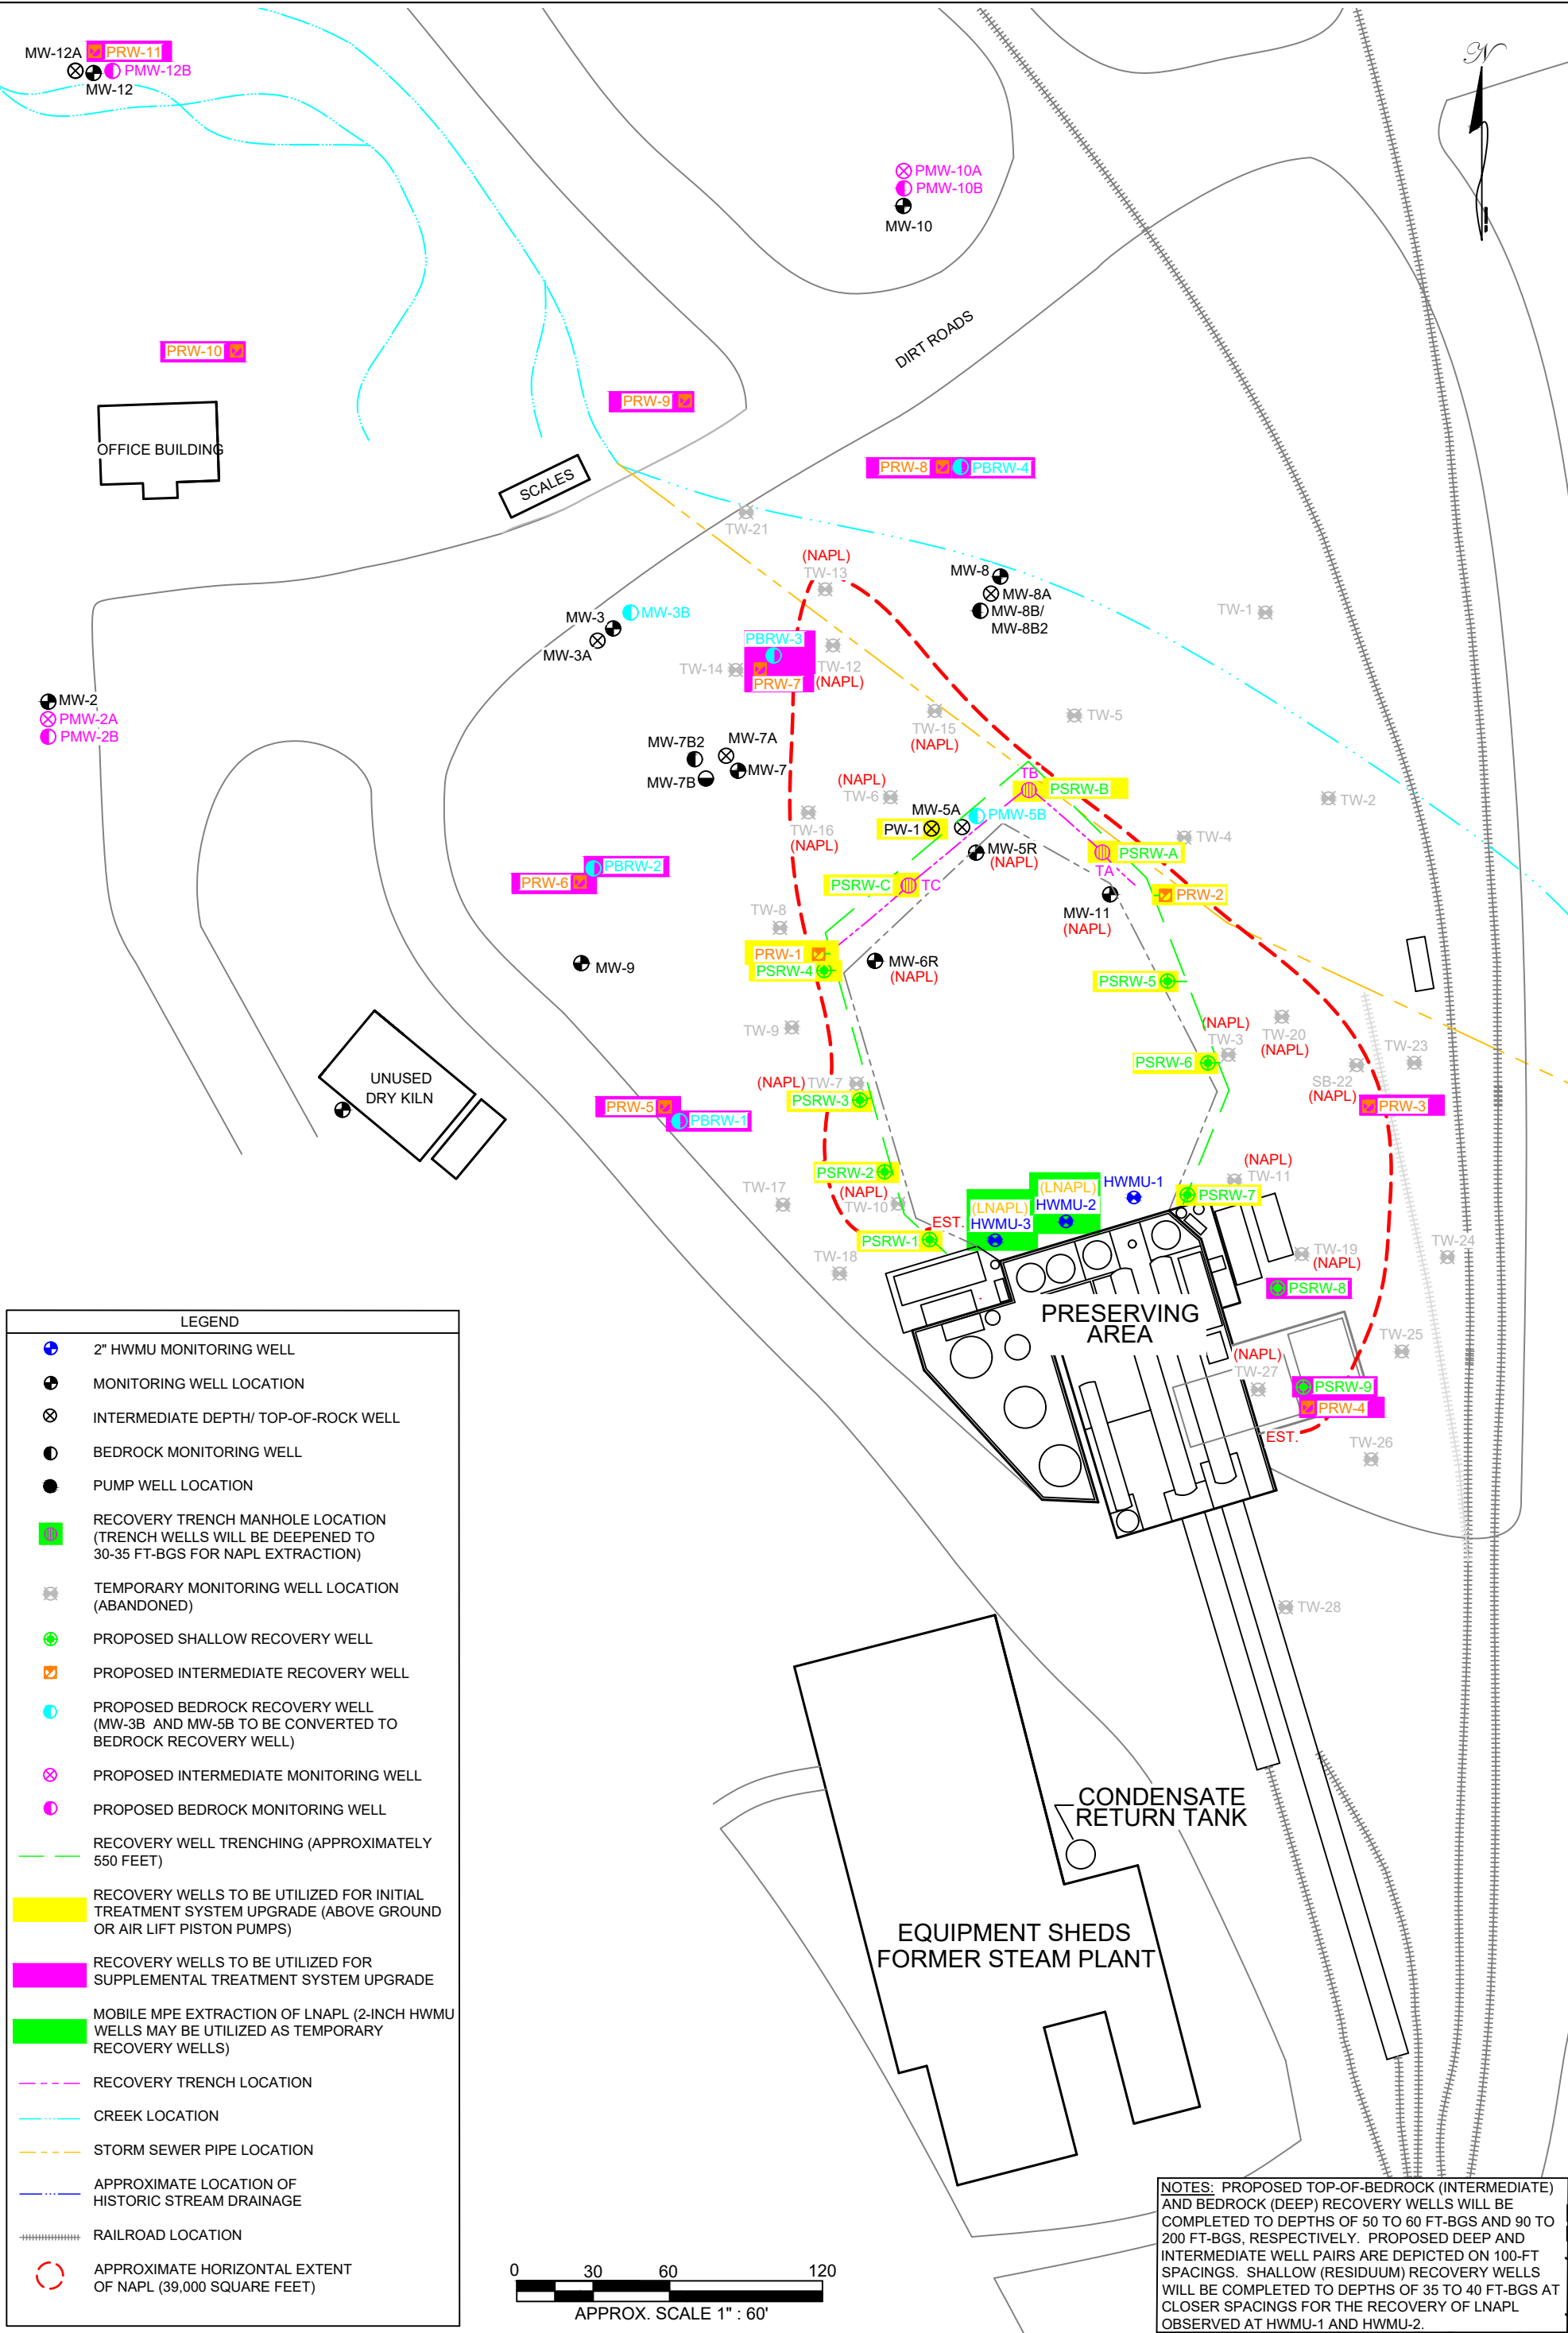 N
MW-12A
PRW-11
PMW-12B
MW-12
PMW-10A
PMW-10B
MW-10
DIRT ROADS
PRW-10
PRW-9
OFFICE BUILDING
SCALES
PRW-8
PBRW-4
TW-21
(NAPL)
TW-13
MW-8
MW-8A
MW-8B/
MW-8B2
TW-1
MW-3B
MW-3
MW-3A
PBRW-3
TW-14
TW-12
(NAPL)
PRW-7
MW-2
PMW-2A
PMW-2B
TW-15
(NAPL)
TW-5
MW-7B2
MW-7A
MW-7
MW-7B
(NAPL)
TW-6
TB
PSRW-B
TW-2
TW-16
(NAPL)
MW-5A
PMW-5B
PW-1
MW-5R
(NAPL)
TW-4
PSRW-A
TA
PBRW-2
PRW-6
PSRW-C
TC
PRW-2
MW-11
(NAPL)
TW-8
PRW-1
PSRW-4
MW-9
MW-6R
(NAPL)
PSRW-5
TW-9
(NAPL)
TW-3
TW-20
(NAPL)
PSRW-6
TW-23
SB-22
(NAPL)
PRW-3
UNUSED
DRY KILN
(NAPL) TW-7
PSRW-3
PRW-5
PBRW-1
PSRW-2
(NAPL)
TW-10
TW-17
(NAPL)
TW-11
PSRW-7
(LNAPL)
HWMU-2
HWMU-1
(LNAPL)
HWMU-3
EST.
PSRW-1
TW-18
TW-19
(NAPL)
TW-24
PSRW-8
PRESERVING
AREA
TW-25
(NAPL)
TW-27
PSRW-9
PRW-4
EST.
TW-26
TW-28
CONDENSATE
RETURN TANK
EQUIPMENT SHEDS
FORMER STEAM PLANT
LEGEND
2" HWMU MONITORING WELL
MONITORING WELL LOCATION
INTERMEDIATE DEPTH/ TOP-OF-ROCK WELL
BEDROCK MONITORING WELL
PUMP WELL LOCATION
RECOVERY TRENCH MANHOLE LOCATION
(TRENCH WELLS WILL BE DEEPENED TO
30-35 FT-BGS FOR NAPL EXTRACTION)
TEMPORARY MONITORING WELL LOCATION
(ABANDONED)
PROPOSED SHALLOW RECOVERY WELL
PROPOSED INTERMEDIATE RECOVERY WELL
PROPOSED BEDROCK RECOVERY WELL
(MW-3B AND MW-5B TO BE CONVERTED TO
BEDROCK RECOVERY WELL)
PROPOSED INTERMEDIATE MONITORING WELL
PROPOSED BEDROCK MONITORING WELL
RECOVERY WELL TRENCHING (APPROXIMATELY
550 FEET)
RECOVERY WELLS TO BE UTILIZED FOR INITIAL
TREATMENT SYSTEM UPGRADE (ABOVE GROUND
OR AIR LIFT PISTON PUMPS)
RECOVERY WELLS TO BE UTILIZED FOR
SUPPLEMENTAL TREATMENT SYSTEM UPGRADE
MOBILE MPE EXTRACTION OF LNAPL (2-INCH HWMU
WELLS MAY BE UTILIZED AS TEMPORARY
RECOVERY WELLS)
RECOVERY TRENCH LOCATION
CREEK LOCATION
STORM SEWER PIPE LOCATION
APPROXIMATE LOCATION OF
HISTORIC STREAM DRAINAGE
RAILROAD LOCATION
APPROXIMATE HORIZONTAL EXTENT
OF NAPL (39,000 SQUARE FEET)
0 30 60 120
APPROX. SCALE 1" : 60'
NOTES: PROPOSED TOP-OF-BEDROCK (INTERMEDIATE)
AND BEDROCK (DEEP) RECOVERY WELLS WILL BE
COMPLETED TO DEPTHS OF 50 TO 60 FT-BGS AND 90 TO
200 FT-BGS, RESPECTIVELY. PROPOSED DEEP AND
INTERMEDIATE WELL PAIRS ARE DEPICTED ON 100-FT
SPACINGS. SHALLOW (RESIDUUM) RECOVERY WELLS
WILL BE COMPLETED TO DEPTHS OF 35 TO 40 FT-BGS AT
CLOSER SPACINGS FOR THE RECOVERY OF LNAPL
OBSERVED AT HWMU-1 AND HWMU-2.